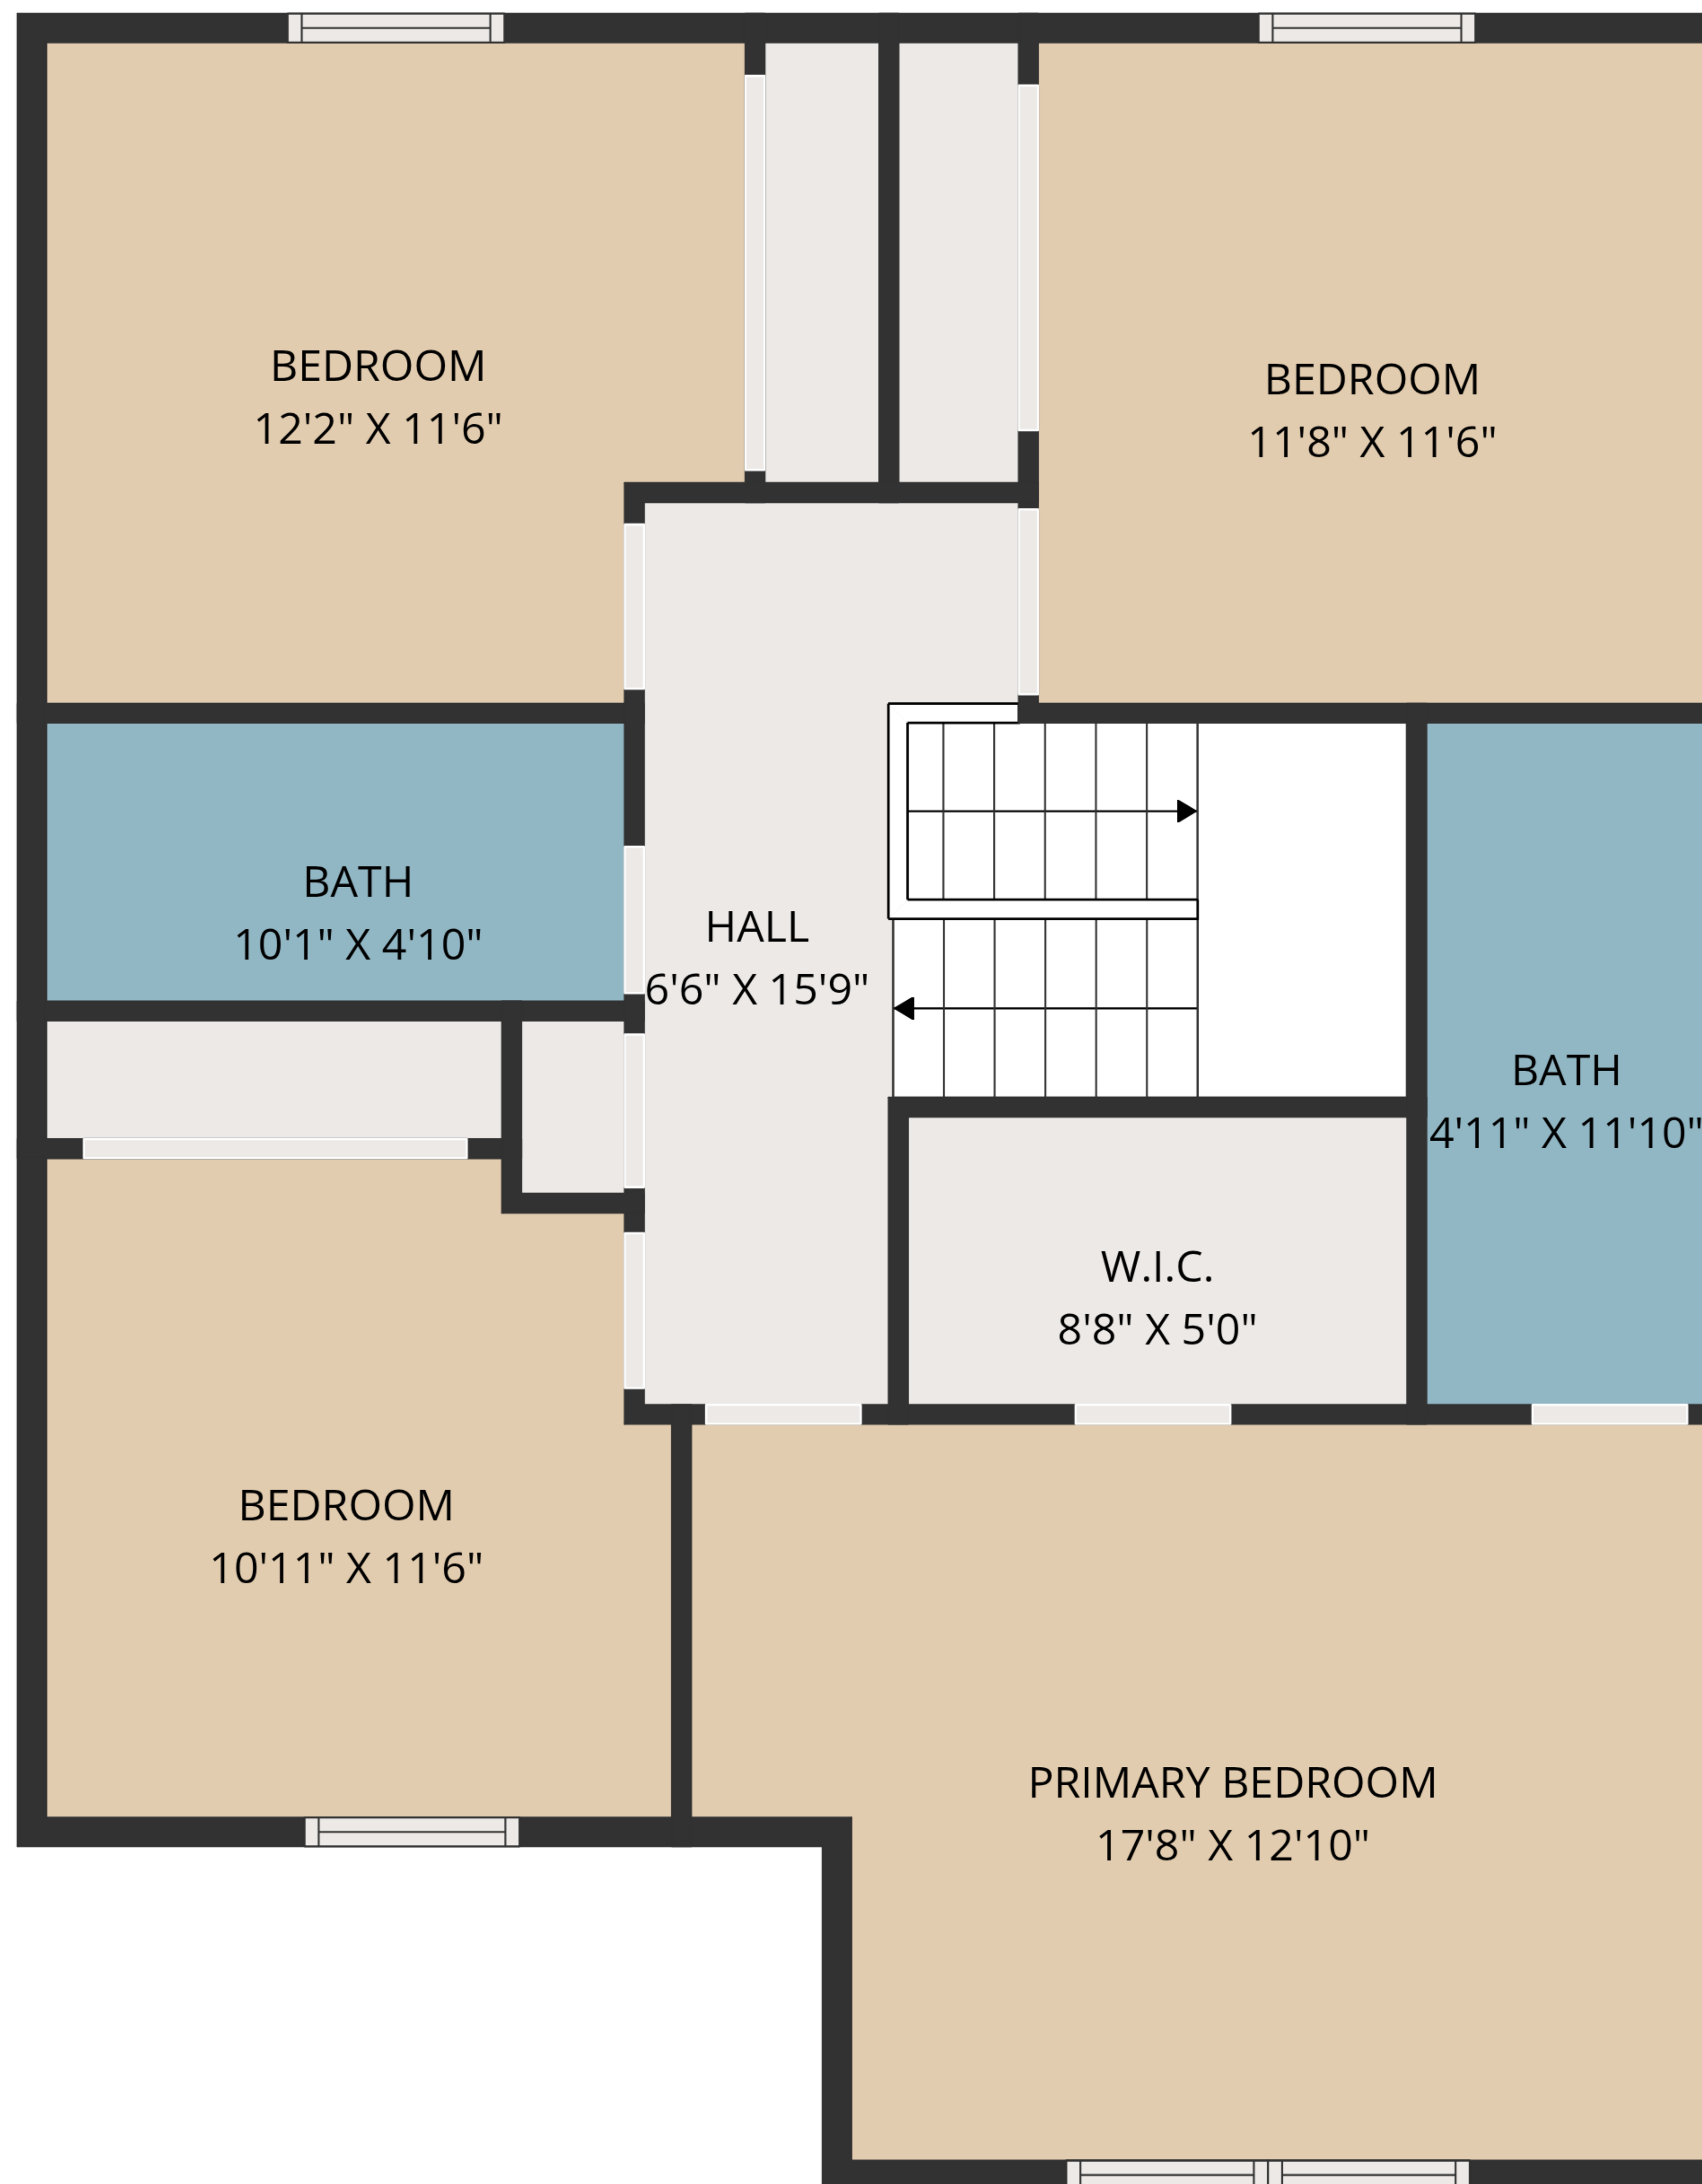 BEDROOM
12'2" X 11'6"
BEDROOM
11'8" X 11'6"
BATH
10'1" X 4'10"
HALL
6'6" X 15'9"
BATH
4'11" X 11'10"
W.I.C.
8'8" X 5'0"
BEDROOM
10'11" X 11'6"
PRIMARY BEDROOM
17'8" X 12'10"